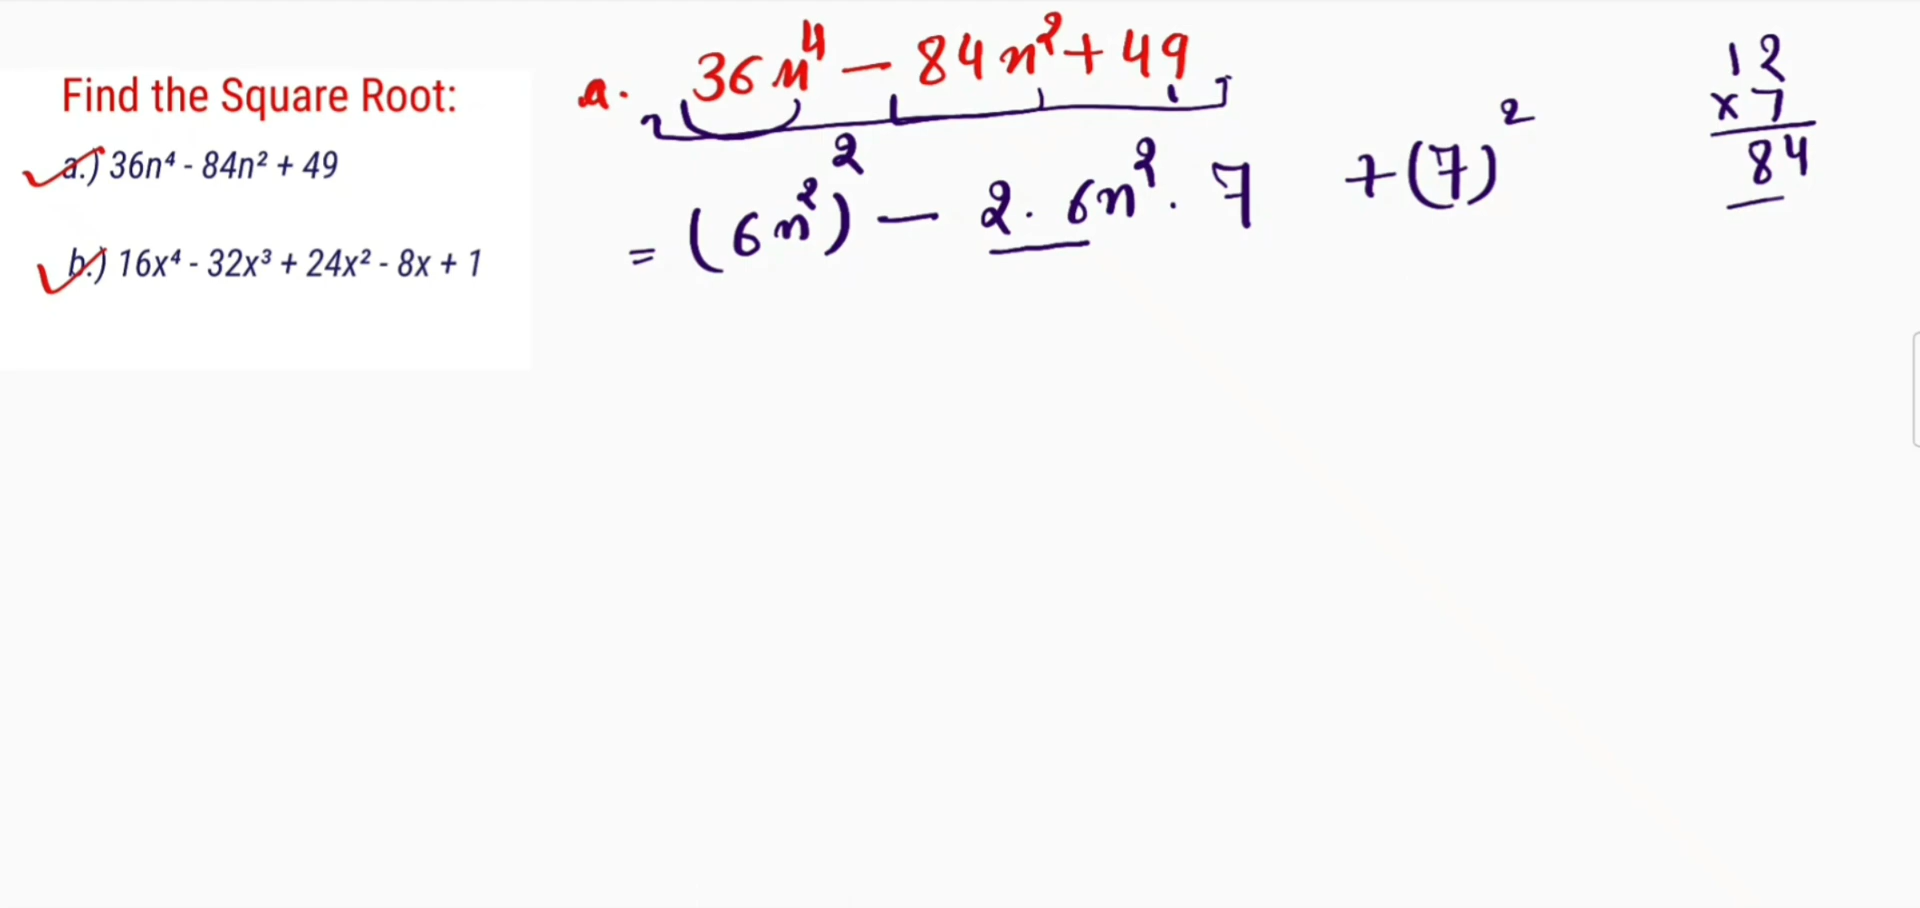 Find the Square Root:
a.) 36n⁴ - 84n² + 49
b.) 16x⁴ - 32x³ + 24x² - 8x + 1
a. 36n⁴ - 84n² + 49
= (6n²)² - 2. 6n². 7 + (7)²
12
x 7
84